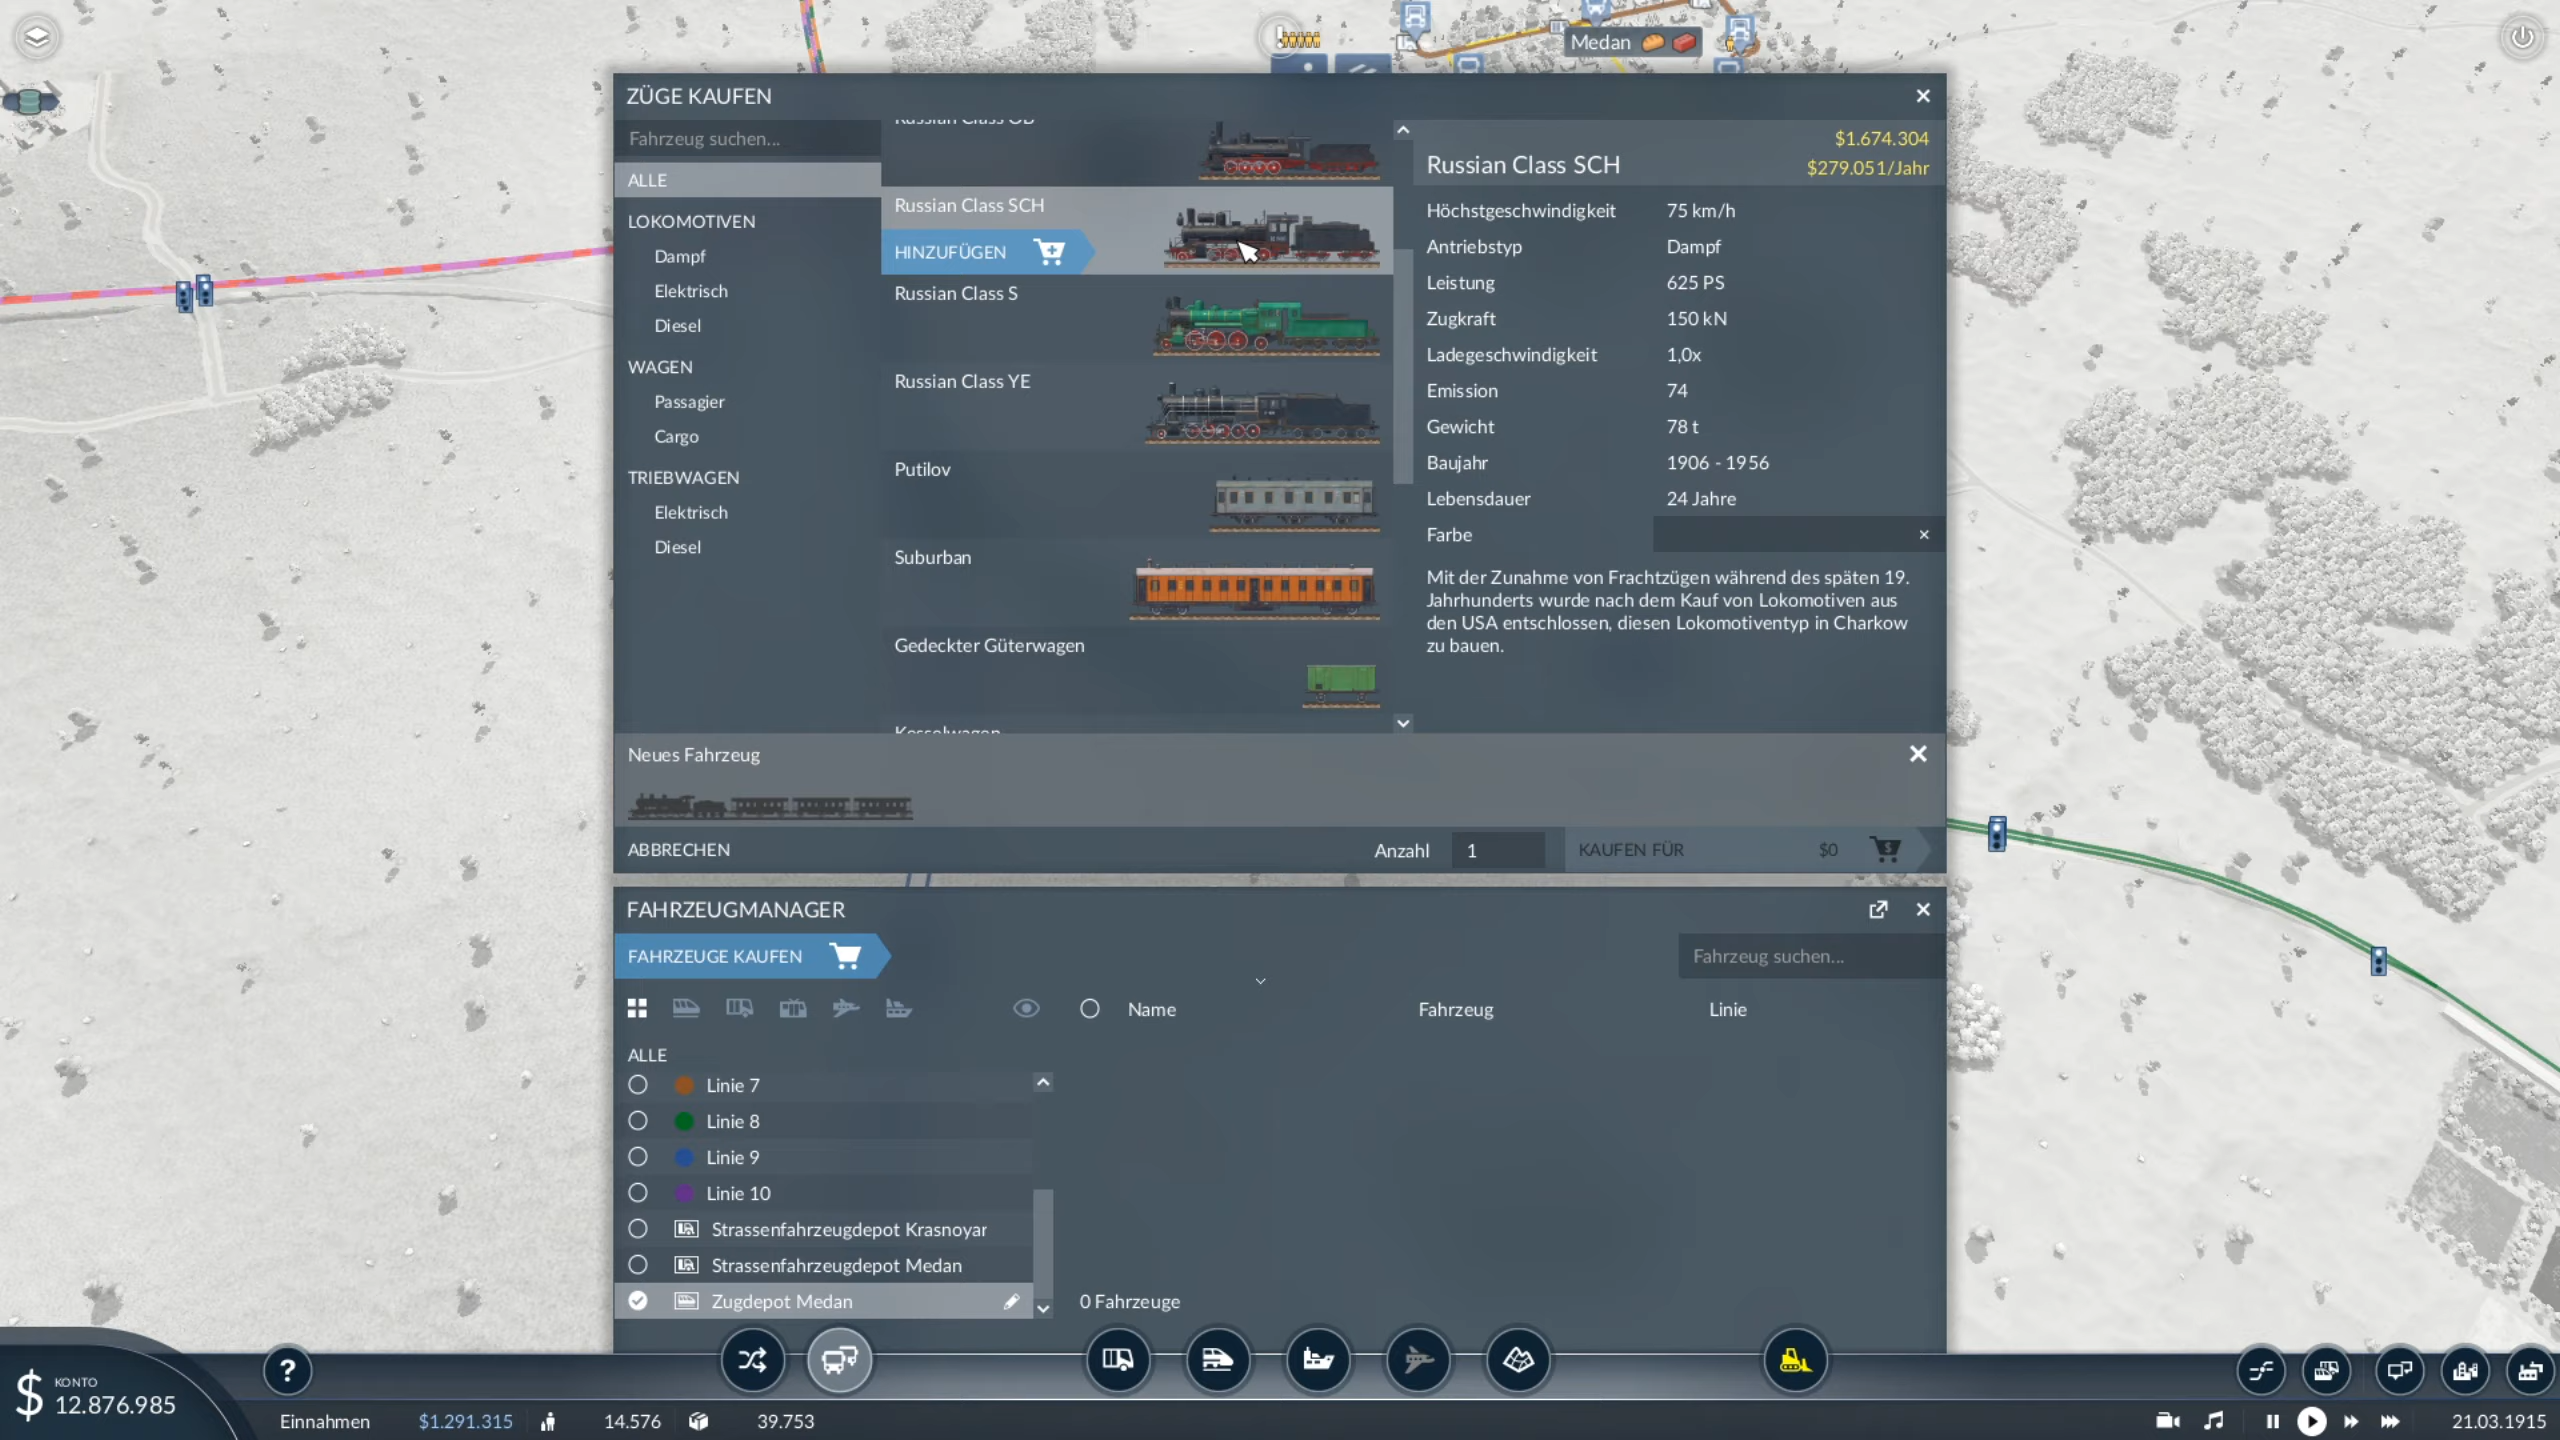 Medan
ZÜGE KAUFEN
Fahrzeug suchen...
ALLE
LOKOMOTIVEN
Dampf
Elektrisch
Diesel
WAGEN
Passagier
Cargo
TRIEBWAGEN
Elektrisch
Diesel
Russian Class OB
Russian Class SCH
HINZUFÜGEN
Russian Class S
Russian Class YE
Putilov
Suburban
Gedeckter Güterwagen
Kesselwagen
$1.674.304
Russian Class SCH
$279.051/Jahr
Höchstgeschwindigkeit 75 km/h
Antriebstyp Dampf
Leistung 625 PS
Zugkraft 150 kN
Ladegeschwindigkeit 1,0x
Emission 74
Gewicht 78 t
Baujahr 1906 - 1956
Lebensdauer 24 Jahre
Farbe
Mit der Zunahme von Frachtzügen während des späten 19.
Jahrhunderts wurde nach dem Kauf von Lokomotiven aus
den USA entschlossen, diesen Lokomotiventyp in Charkow
zu bauen.
Neues Fahrzeug
ABBRECHEN Anzahl 1 KAUFEN FÜR $0
FAHRZEUGMANAGER
FAHRZEUGE KAUFEN Fahrzeug suchen...
Name Fahrzeug Linie
ALLE
Linie 7
Linie 8
Linie 9
Linie 10
Strassenfahrzeugdepot Krasnoyar
Strassenfahrzeugdepot Medan
Zugdepot Medan 0 Fahrzeuge
$ KONTO
12.876.985
?
Einnahmen $1.291.315 14.576 39.753 21.03.1915